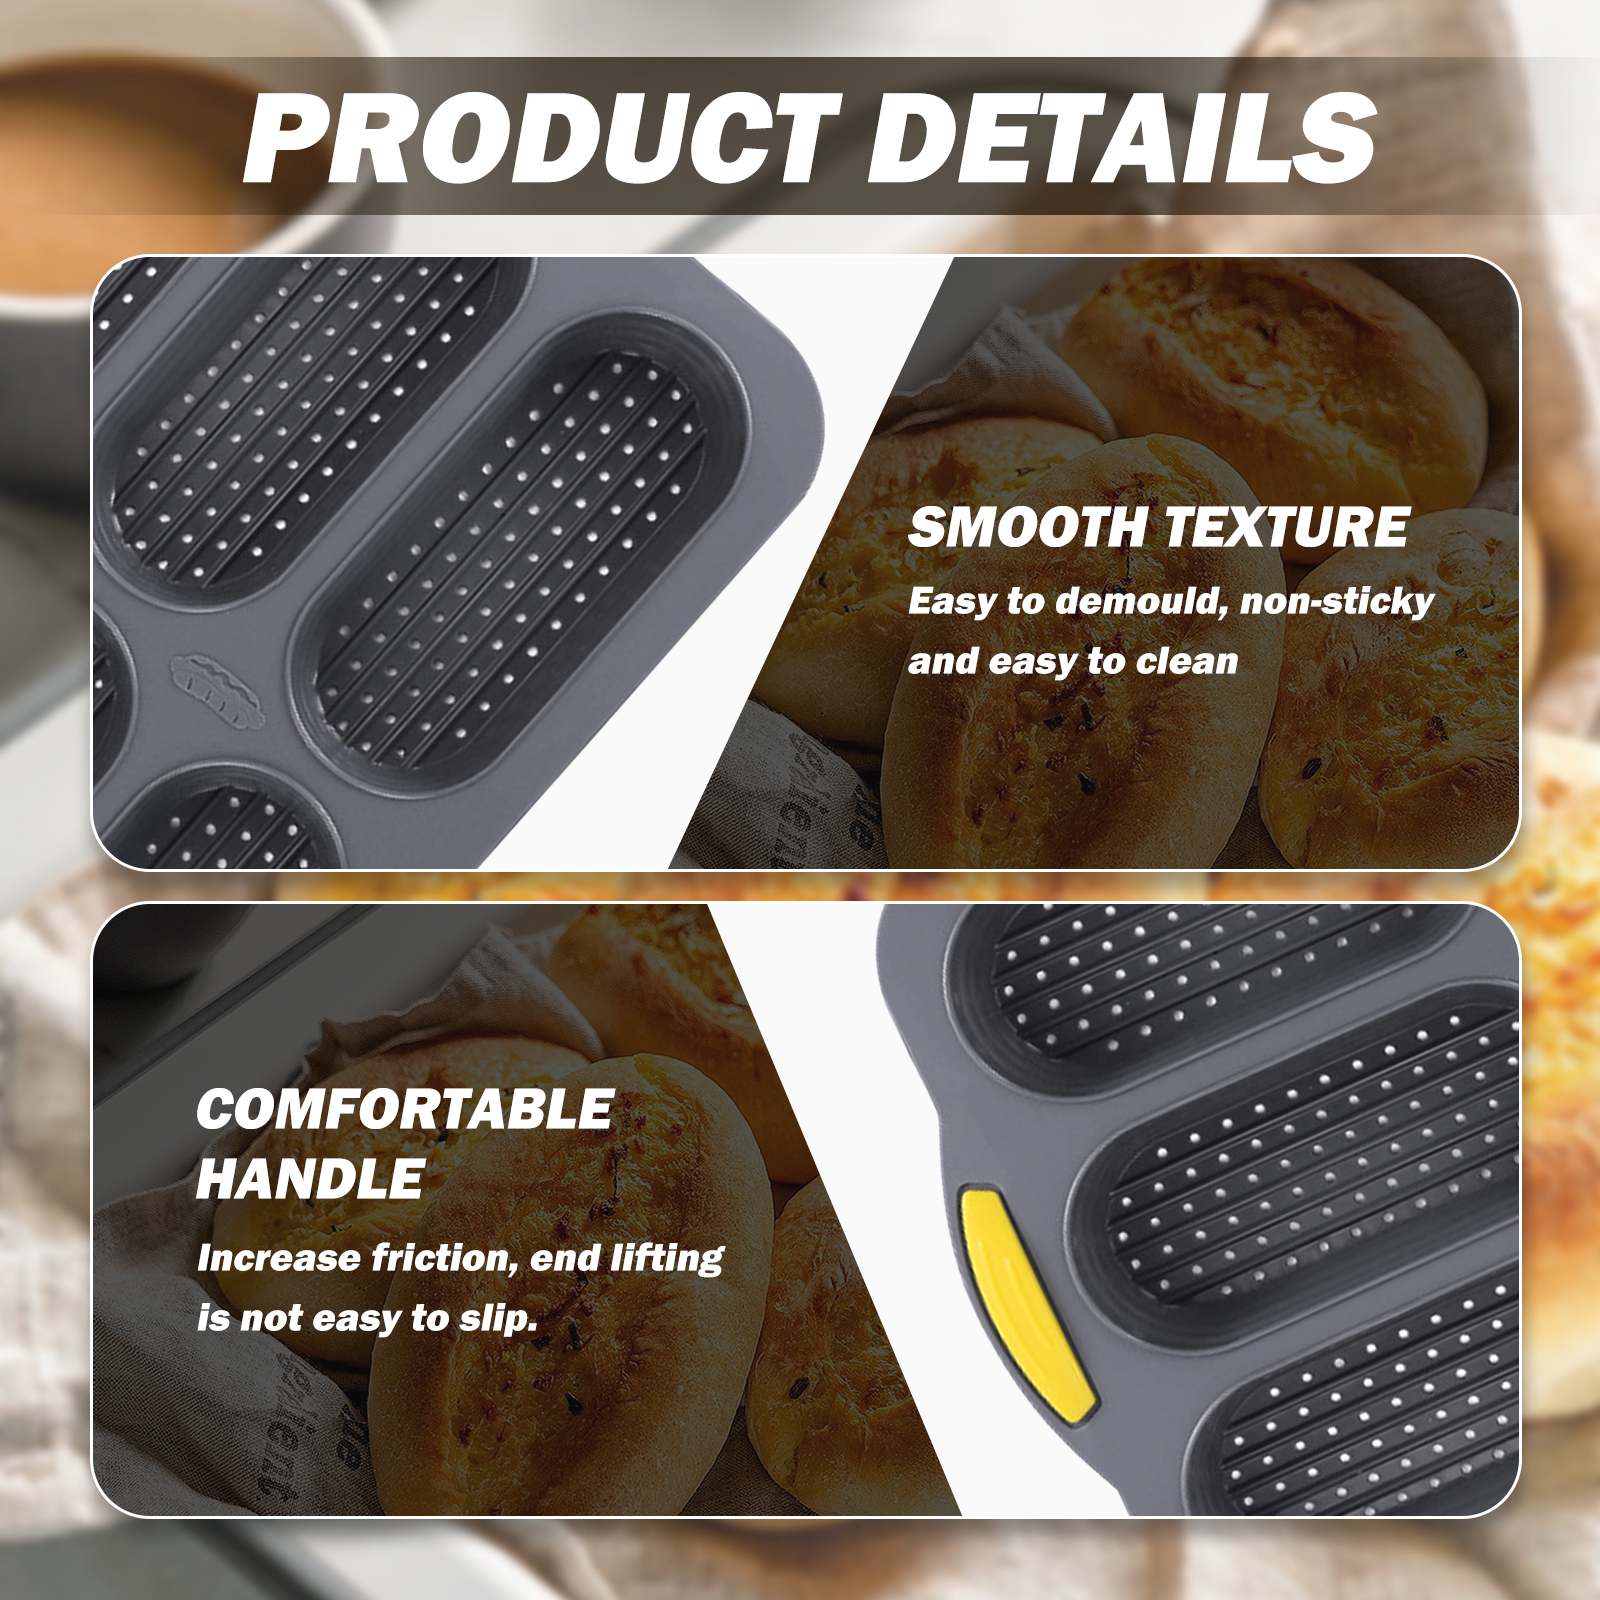 PRODUCT DETAILS
SMOOTH TEXTURE
Easy to demould, non-sticky
and easy to clean
COMFORTABLE
HANDLE
Increase friction, end lifting
is not easy to slip.